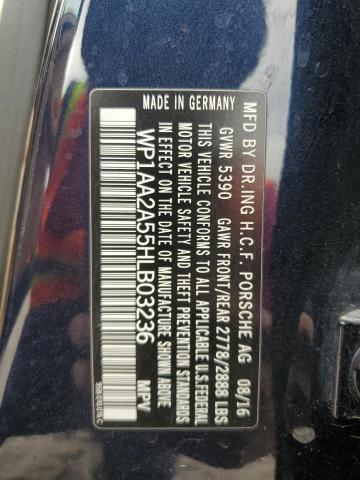 MFD BY DR.ING H.C.F. PORSCHE AG 08/16
GVWR 5390 GAWR FRONT/REAR 2778/2888 LBS
THIS VEHICLE CONFORMS TO ALL APPLICABLE U.S. FEDERAL
MOTOR VEHICLE SAFETY AND THEFT PREVENTION STANDARDS
IN EFFECT ON THE DATE OF MANUFACTURE SHOWN ABOVE
MADE IN GERMANY
WP1AA2A55HLB03236 MPV